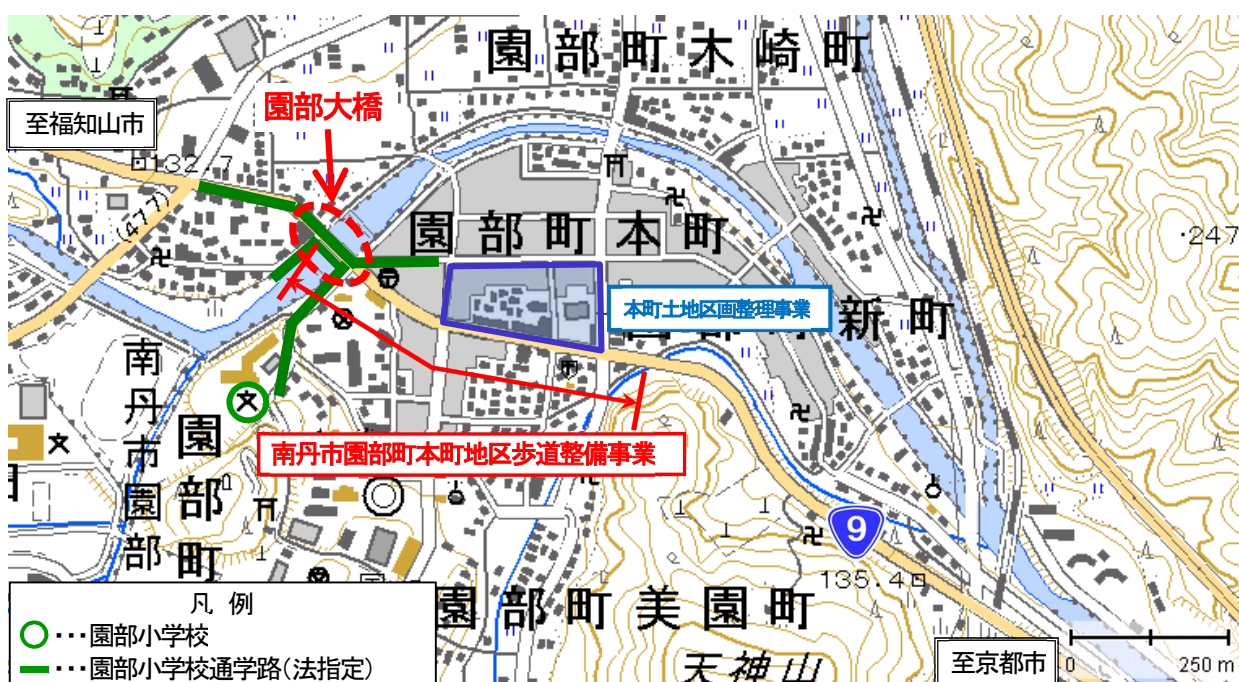 園部町木崎町
園部大橋
至福知山市
132.7
(477)
園部町本町
・247
本町土地区画整理事業
新町
南丹市園部町
園部町
南丹市園部町本町地区歩道整備事業
9
135.4
園部町美園町
天神山
至京都市
0 250 m
凡 例
○・・・園部小学校
・・・園部小学校通学路(法指定)